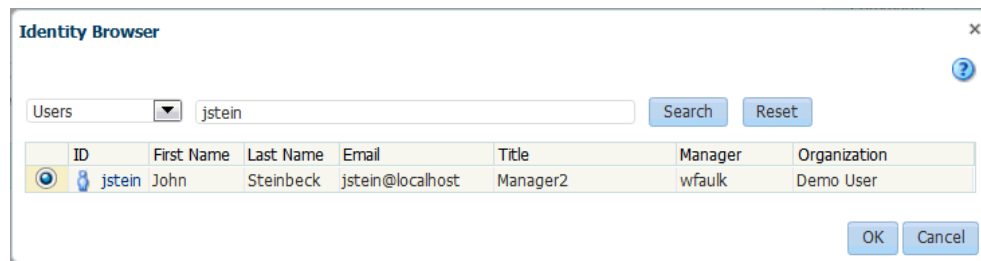 Identity Browser
Users jstein Search Reset
ID First Name Last Name Email Title Manager Organization
jstein John Steinbeck jstein@localhost Manager2 wfaulk Demo User
OK Cancel